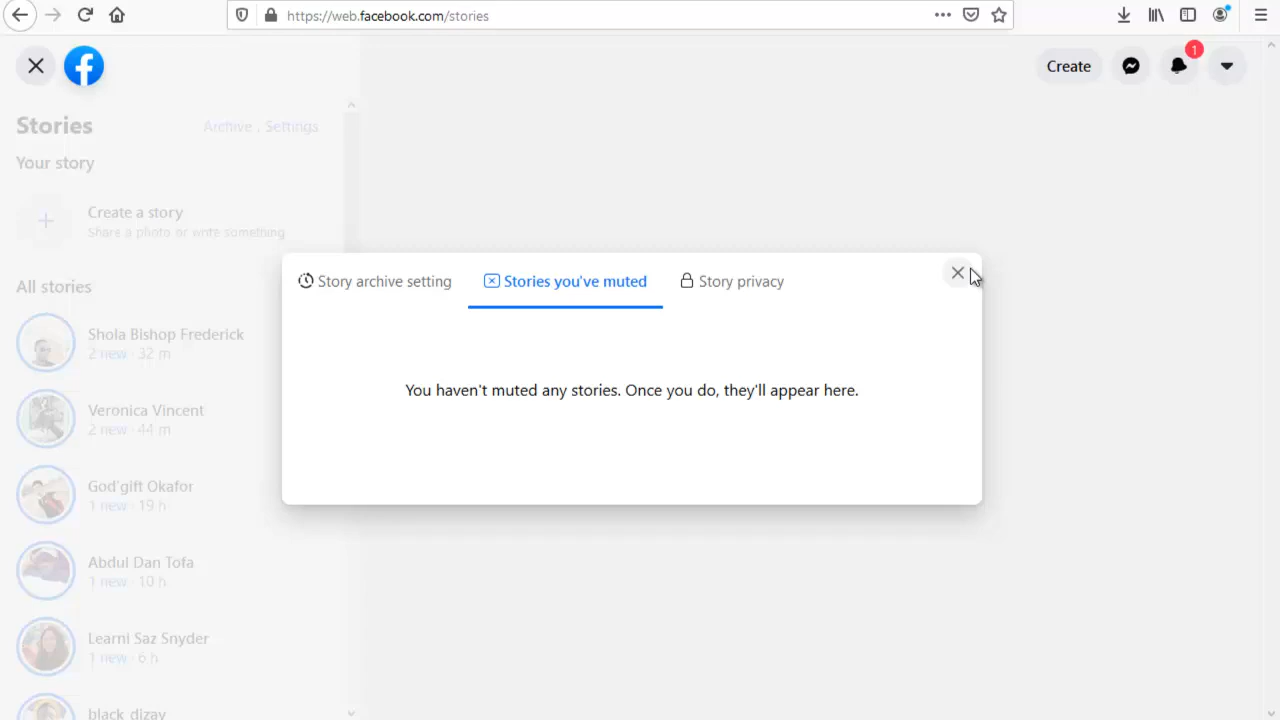 https://web.facebook.com/stories
Create
1
Stories
Archive . Settings
Your story
Create a story
Share a photo or write something
All stories
Shola Bishop Frederick
2 new · 32 m
Veronica Vincent
2 new · 44 m
God'gift Okafor
1 new · 19 h
Abdul Dan Tofa
1 new · 10 h
Learni Saz Snyder
1 new · 6 h
black dizay
Story archive setting
Stories you've muted
Story privacy
You haven't muted any stories. Once you do, they'll appear here.